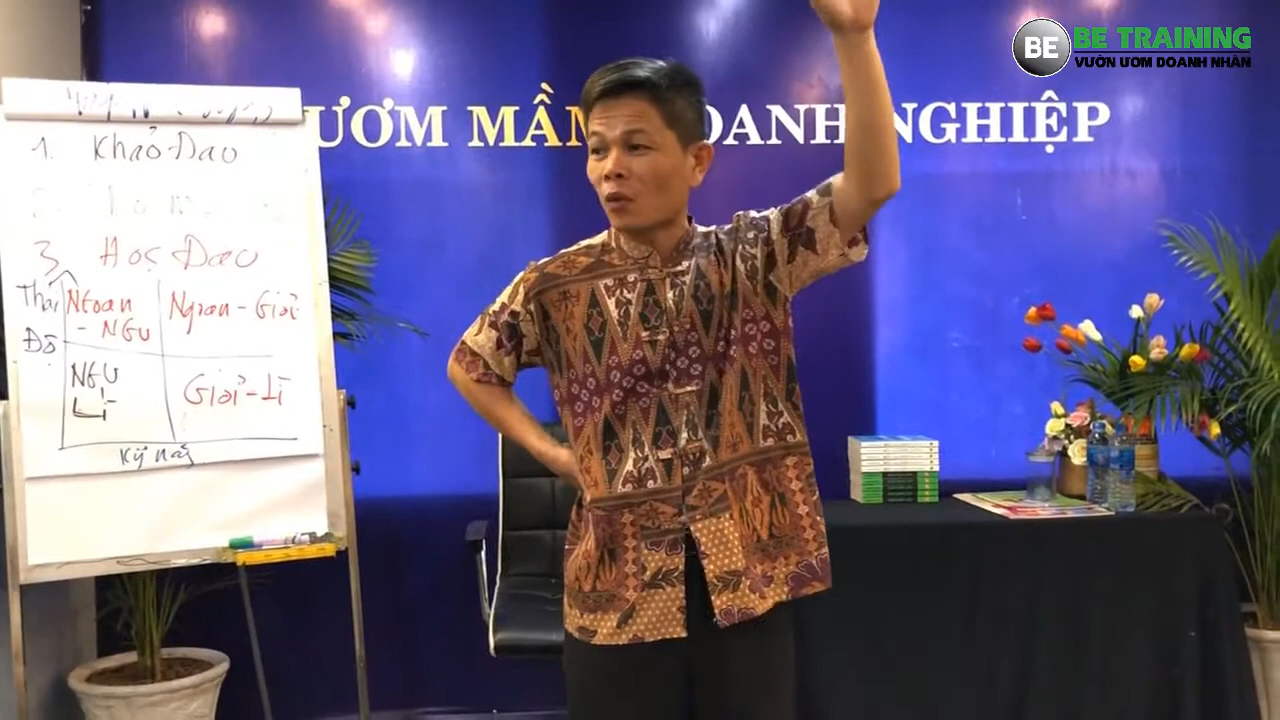 BE BE TRAINING
VƯỜN ƯƠM DOANH NHÂN
ƯƠM MẦM DOANH NGHIỆP
1. Khảo Đạo
3. Học Đạo
Thái Độ
Ngoan - NGU
Ngoan - Giỏi
NGU Lì
Giỏi - Lì
Kỹ năng